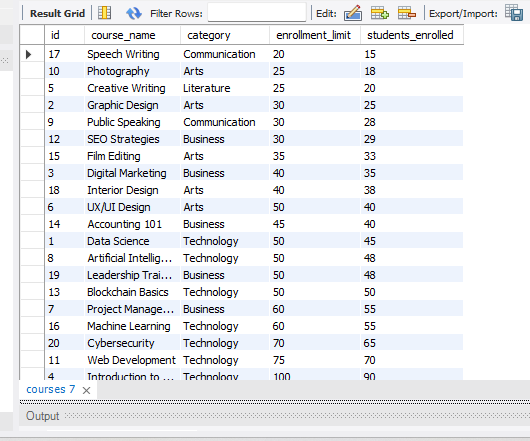 Result Grid Filter Rows: Edit: Export/Import:
id course_name category enrollment_limit students_enrolled
17 Speech Writing Communication 20 15
10 Photography Arts 25 18
5 Creative Writing Literature 25 20
2 Graphic Design Arts 30 25
9 Public Speaking Communication 30 28
12 SEO Strategies Business 30 29
15 Film Editing Arts 35 33
3 Digital Marketing Business 40 35
18 Interior Design Arts 40 38
6 UX/UI Design Arts 50 40
14 Accounting 101 Business 45 40
1 Data Science Technology 50 45
8 Artificial Intellig... Technology 50 48
19 Leadership Trai... Business 50 48
13 Blockchain Basics Technology 50 50
7 Project Manage... Business 60 55
16 Machine Learning Technology 60 55
20 Cybersecurity Technology 70 65
11 Web Development Technology 75 70
4 Introduction to ... Technology 100 90
courses 7
Output